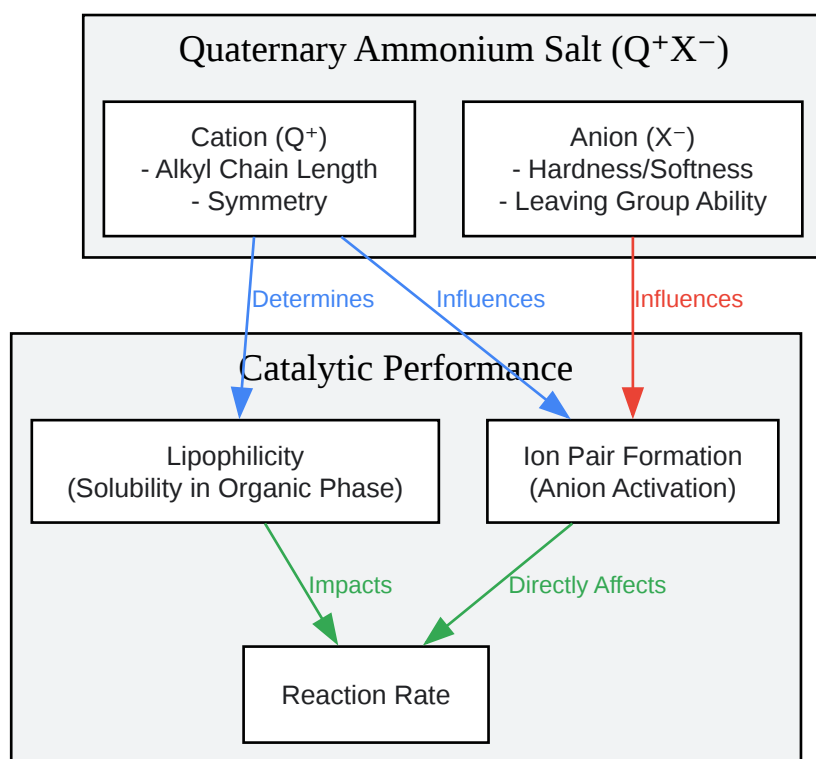 Quaternary Ammonium Salt (Q⁺X⁻)
Cation (Q⁺)
- Alkyl Chain Length
- Symmetry
Anion (X⁻)
- Hardness/Softness
- Leaving Group Ability
Determines
Influences
Influences
Catalytic Performance
Lipophilicity
(Solubility in Organic Phase)
Ion Pair Formation
(Anion Activation)
Impacts
Directly Affects
Reaction Rate